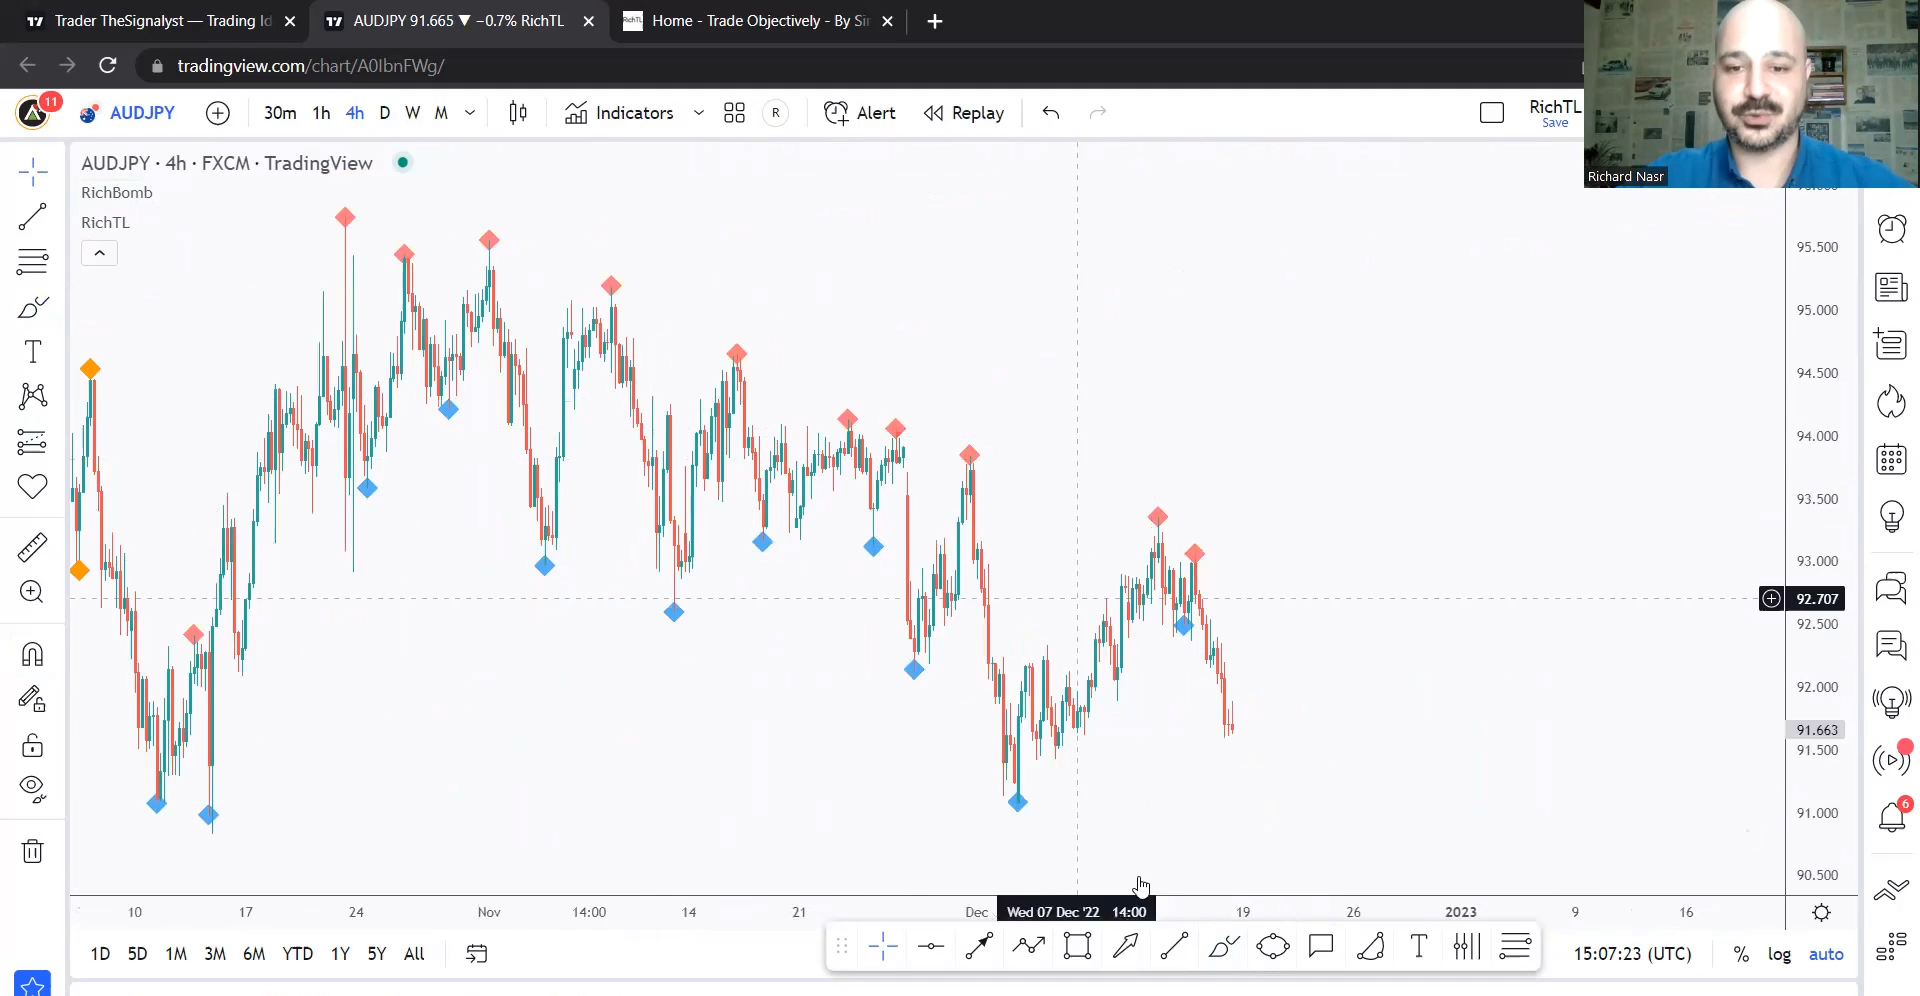 Trader TheSignalyst — Trading Id
AUDJPY 91.665 ▼ −0.7% RichTL
RichTL
Home - Trade Objectively - By Sir
tradingview.com/chart/A0IbnFWg/
11
AUDJPY
30m 1h 4h D W M
Indicators
R
Alert
Replay
RichTL
Save
Richard Nasr
AUDJPY · 4h · FXCM · TradingView
RichBomb
RichTL
95.500
95.000
94.500
94.000
93.500
93.000
92.707
92.500
92.000
91.663
91.500
91.000
90.500
6
10 17 24 Nov 14:00 14 21 Dec Wed 07 Dec '22 14:00 19 26 2023 9 16
1D 5D 1M 3M 6M YTD 1Y 5Y All
15:07:23 (UTC) % log auto